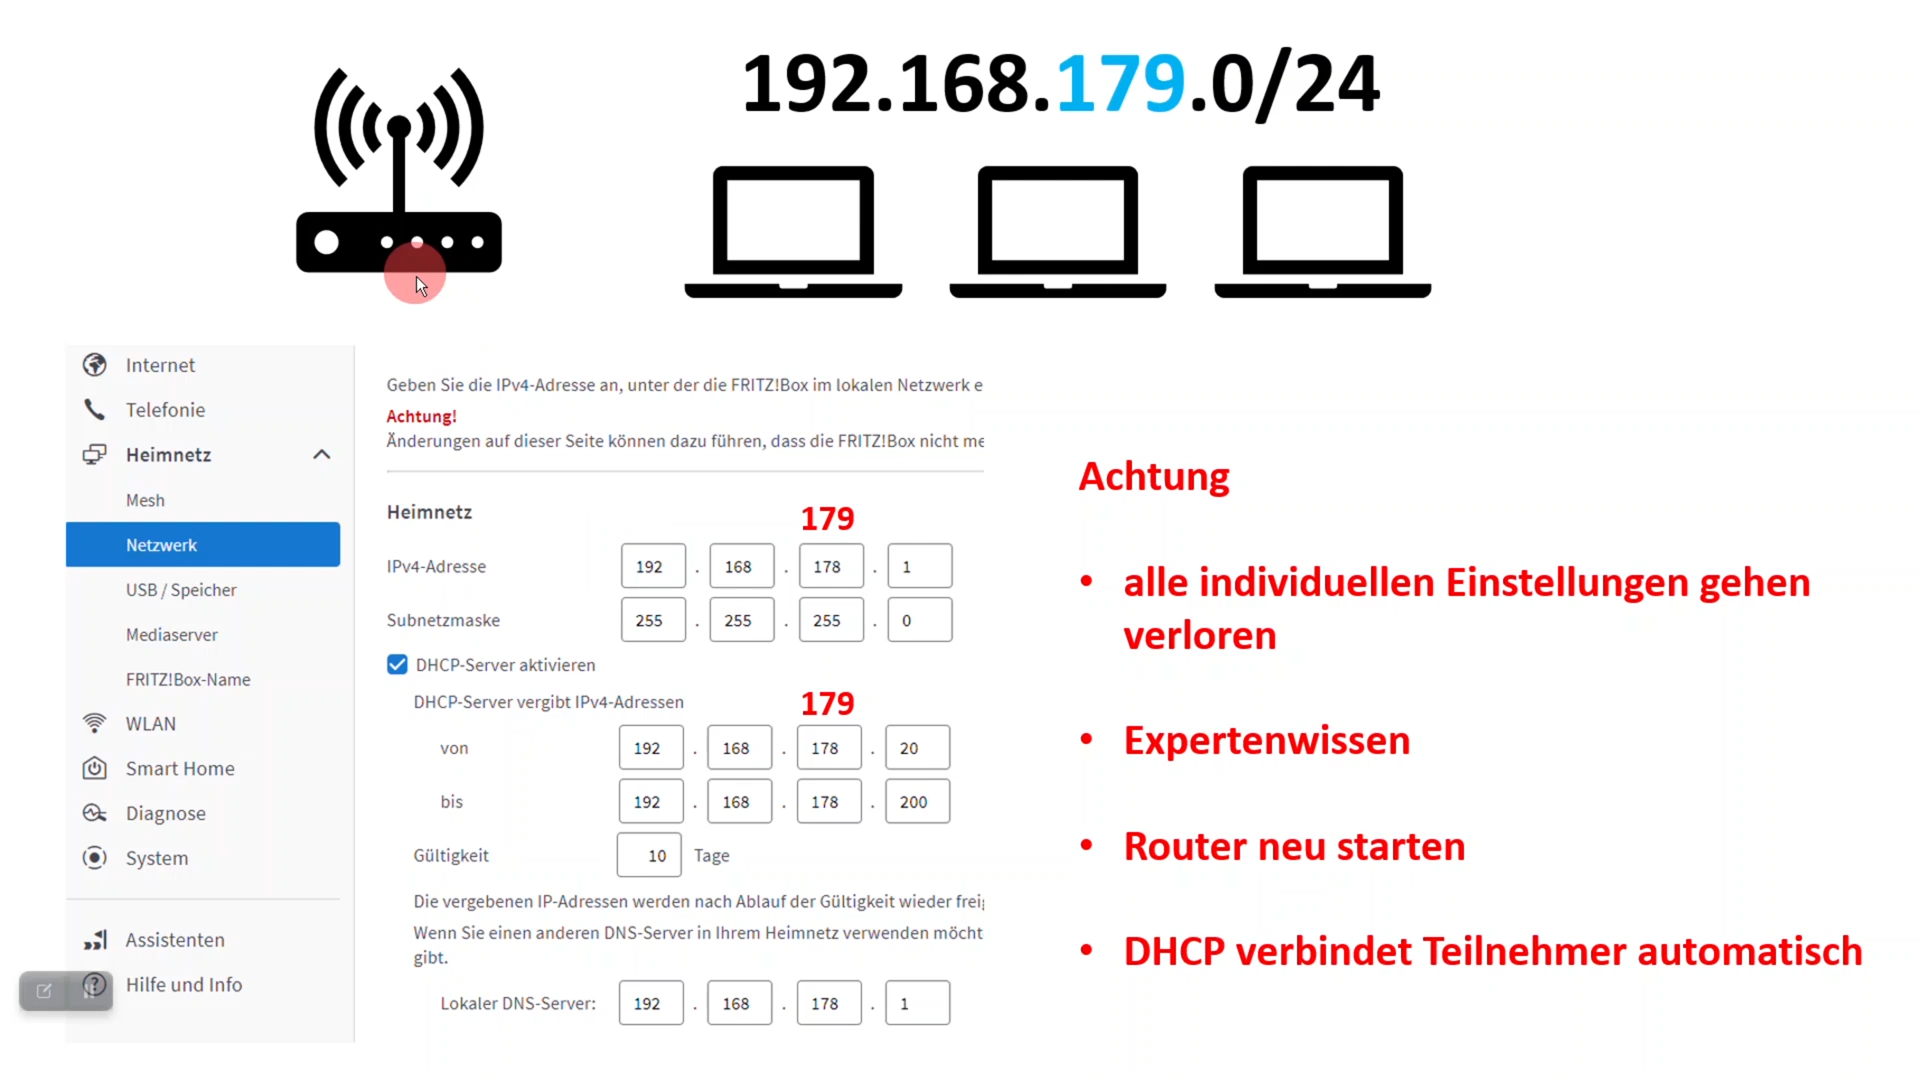 192.168.179.0/24
Internet
Telefonie
Heimnetz
Mesh
Netzwerk
USB / Speicher
Mediaserver
FRITZ!Box-Name
WLAN
Smart Home
Diagnose
System
Assistenten
Hilfe und Info
Geben Sie die IPv4-Adresse an, unter der die FRITZ!Box im lokalen Netzwerk e
Achtung!
Änderungen auf dieser Seite können dazu führen, dass die FRITZ!Box nicht me
Heimnetz
179
IPv4-Adresse 192 . 168 . 178 . 1
Subnetzmaske 255 . 255 . 255 . 0
DHCP-Server aktivieren
DHCP-Server vergibt IPv4-Adressen
179
von 192 . 168 . 178 . 20
bis 192 . 168 . 178 . 200
Gültigkeit 10 Tage
Die vergebenen IP-Adressen werden nach Ablauf der Gültigkeit wieder freig
Wenn Sie einen anderen DNS-Server in Ihrem Heimnetz verwenden möcht
gibt.
Lokaler DNS-Server: 192 . 168 . 178 . 1
Achtung
• alle individuellen Einstellungen gehen
verloren
• Expertenwissen
• Router neu starten
• DHCP verbindet Teilnehmer automatisch